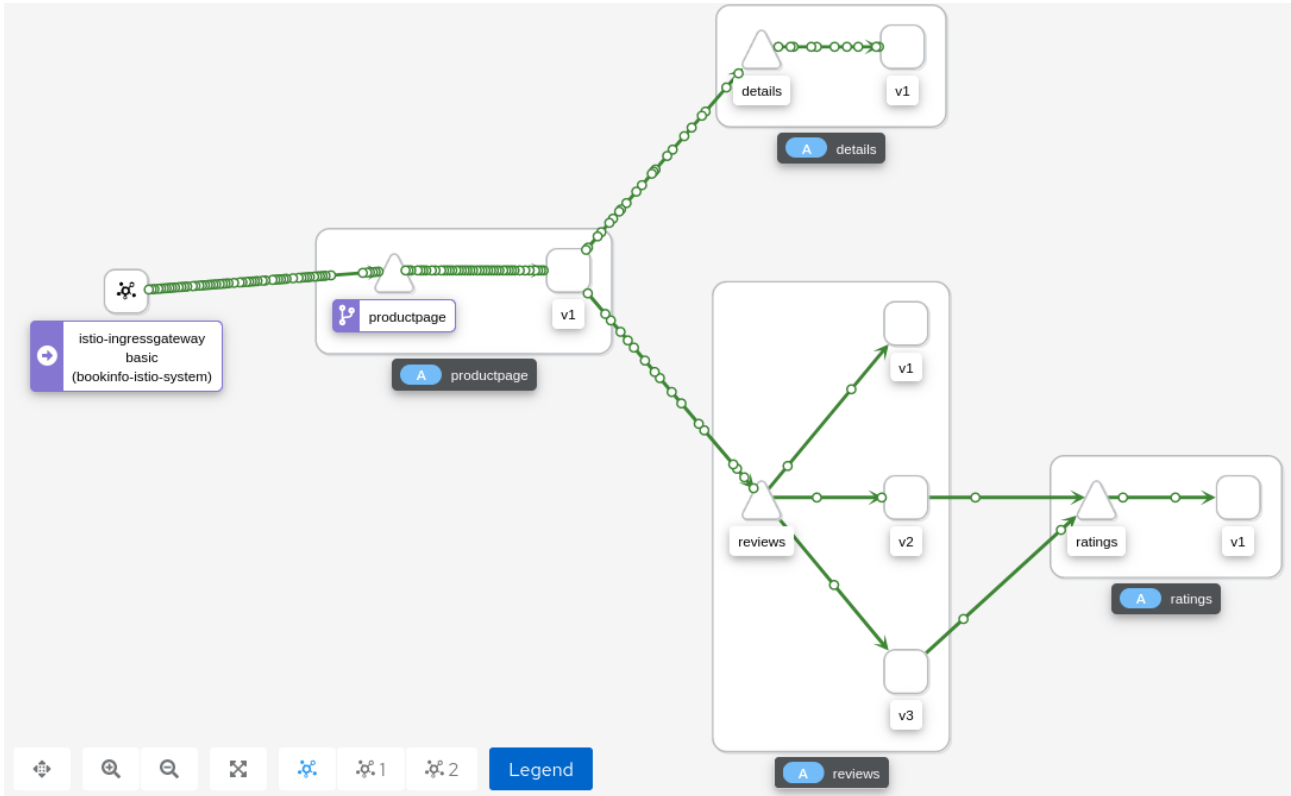 details
v1
A details
istio-ingressgateway
basic
(bookinfo-istio-system)
productpage
v1
A productpage
v1
reviews
v2
v3
A reviews
ratings
v1
A ratings
1
2
Legend